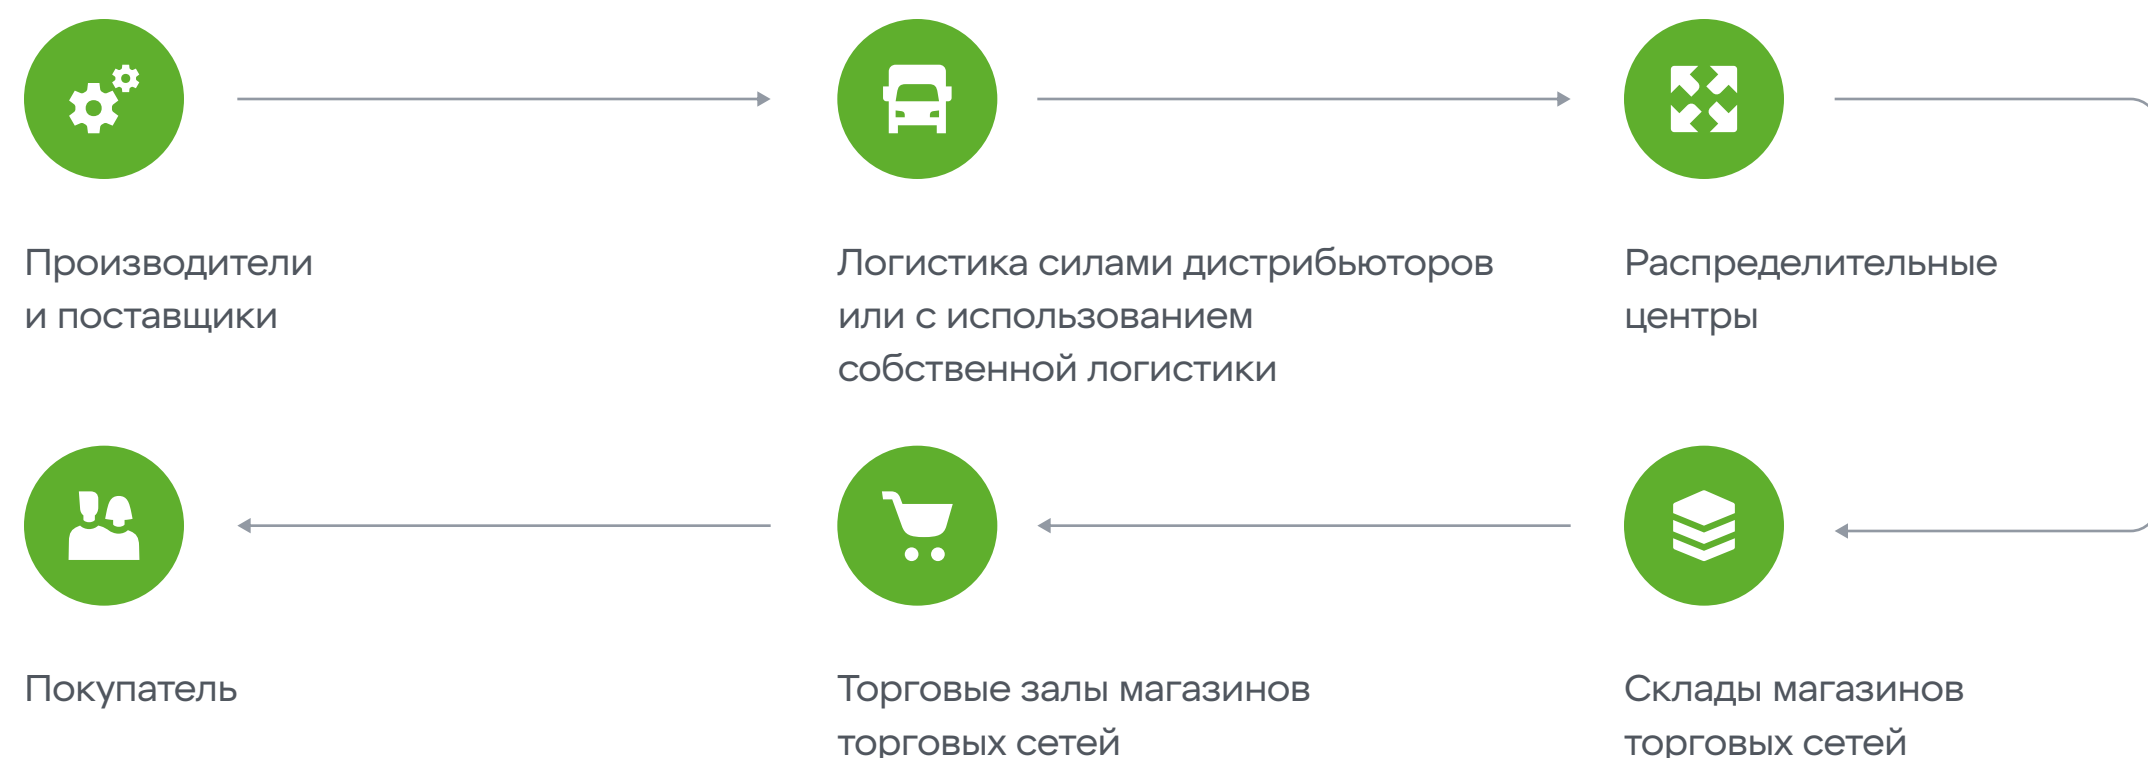 Производители
и поставщики
Логистика силами дистрибьюторов
или с использованием
собственной логистики
Распределительные
центры
Покупатель
Торговые залы магазинов
торговых сетей
Склады магазинов
торговых сетей